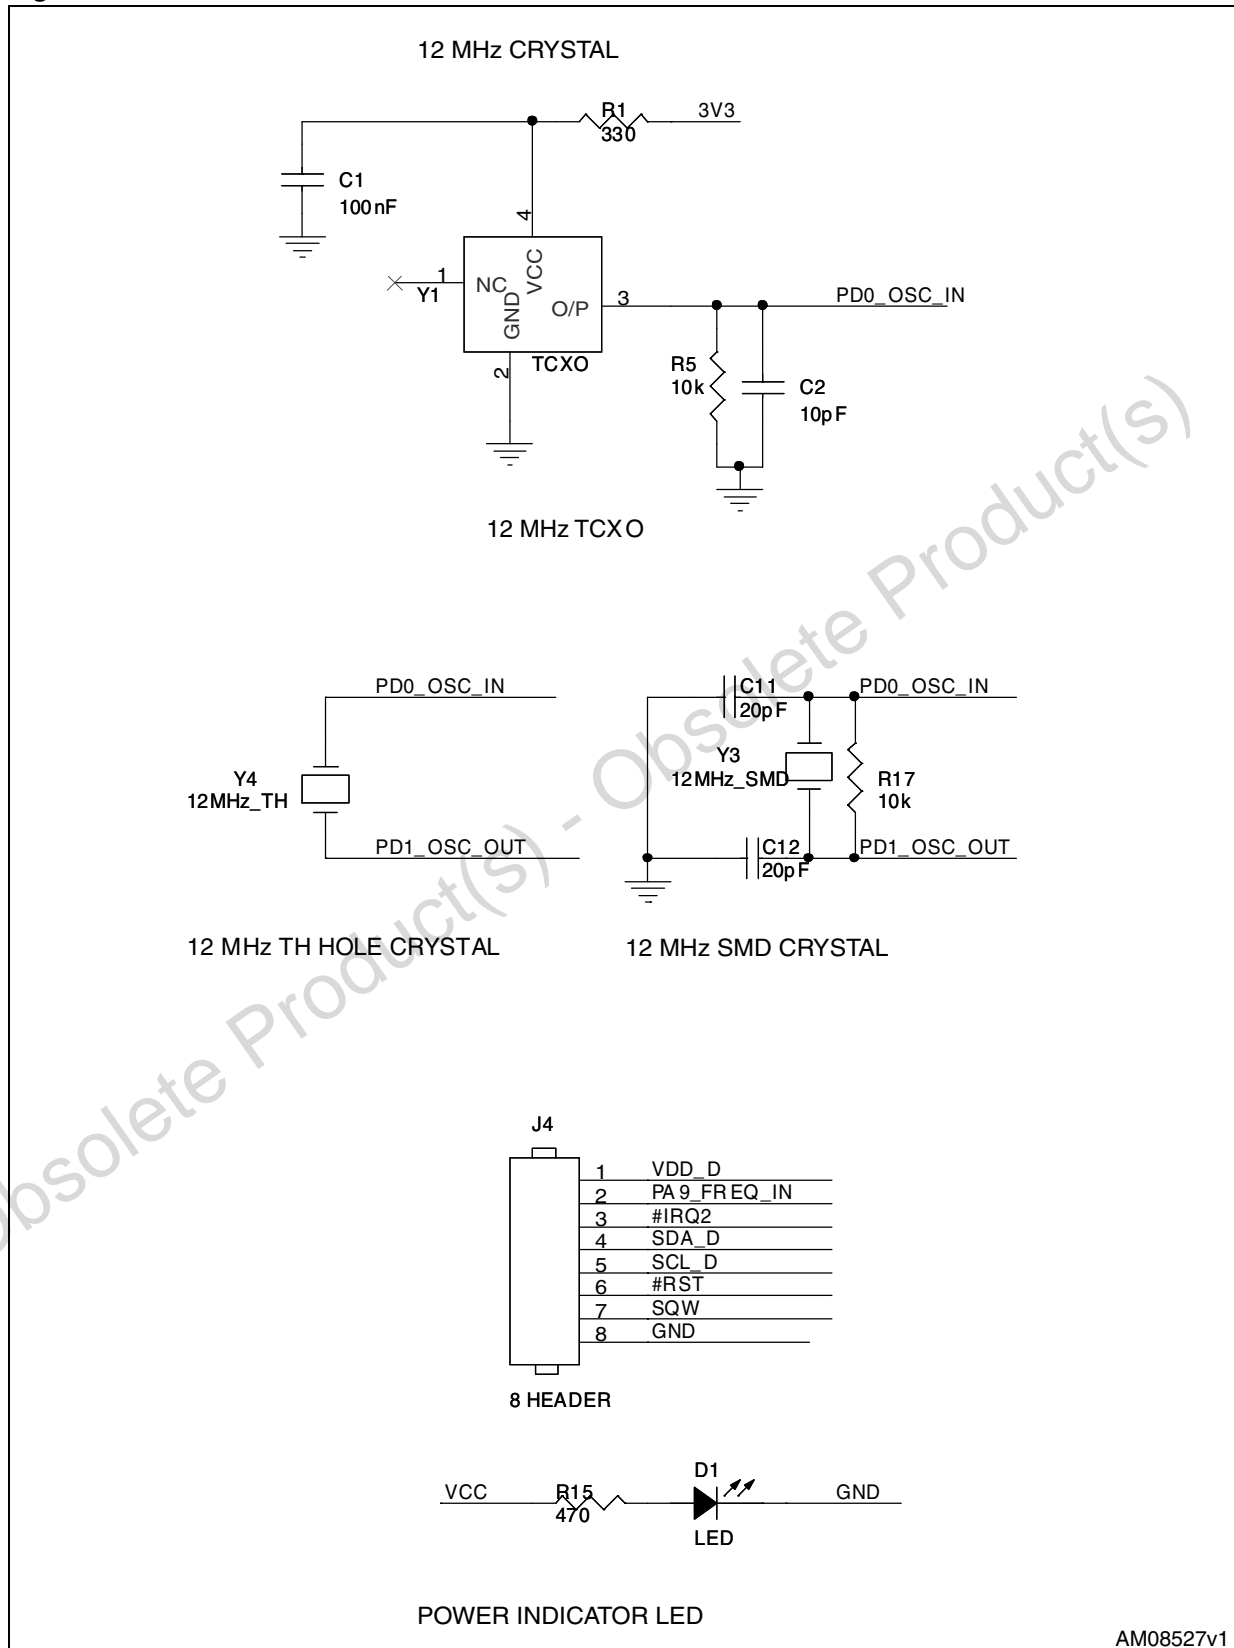 12 MHz CRYSTAL
R1
330
3V3
C1
100nF
4
1
Y1
NC
GND
VCC
O/P
3
PD0_OSC_IN
2
TCXO
R5
10k
C2
10pF
12 MHz TCXO
PD0_OSC_IN
Y4
12MHz_TH
PD1_OSC_OUT
12 MHz TH HOLE CRYSTAL
C11
20pF
PD0_OSC_IN
Y3
12MHz_SMD
R17
10k
C12
20pF
PD1_OSC_OUT
12 MHz SMD CRYSTAL
J4
1 VDD_D
2 PA9_FREQ_IN
3 #IRQ2
4 SDA_D
5 SCL_D
6 #RST
7 SQW
8 GND
8 HEADER
VCC
R15
470
D1
LED
GND
POWER INDICATOR LED
AM08527v1
Obsolete Product(s) - Obsolete Product(s)